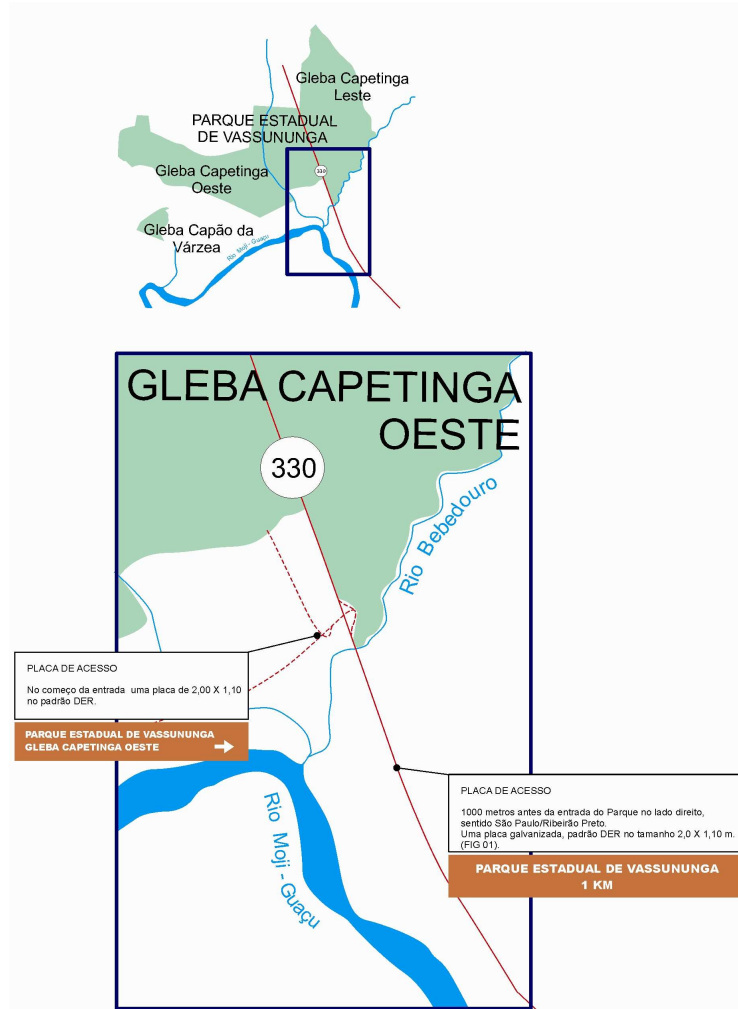 Gleba Capetinga
Leste
PARQUE ESTADUAL
DE VASSUNUNGA
330
Gleba Capetinga
Oeste
Gleba Capão da
Várzea
Rio Moji - Guaçu
GLEBA CAPETINGA
OESTE
330
Rio Bebedouro
PLACA DE ACESSO
No começo da entrada uma placa de 2,00 X 1,10
no padrão DER.
PARQUE ESTADUAL DE VASSUNUNGA
GLEBA CAPETINGA OESTE
Rio Moji - Guaçu
PLACA DE ACESSO
1000 metros antes da entrada do Parque no lado direito,
sentido São Paulo/Ribeirão Preto.
Uma placa galvanizada, padrão DER no tamanho 2,0 X 1,10 m.
(FIG 01).
PARQUE ESTADUAL DE VASSUNUNGA
1 KM